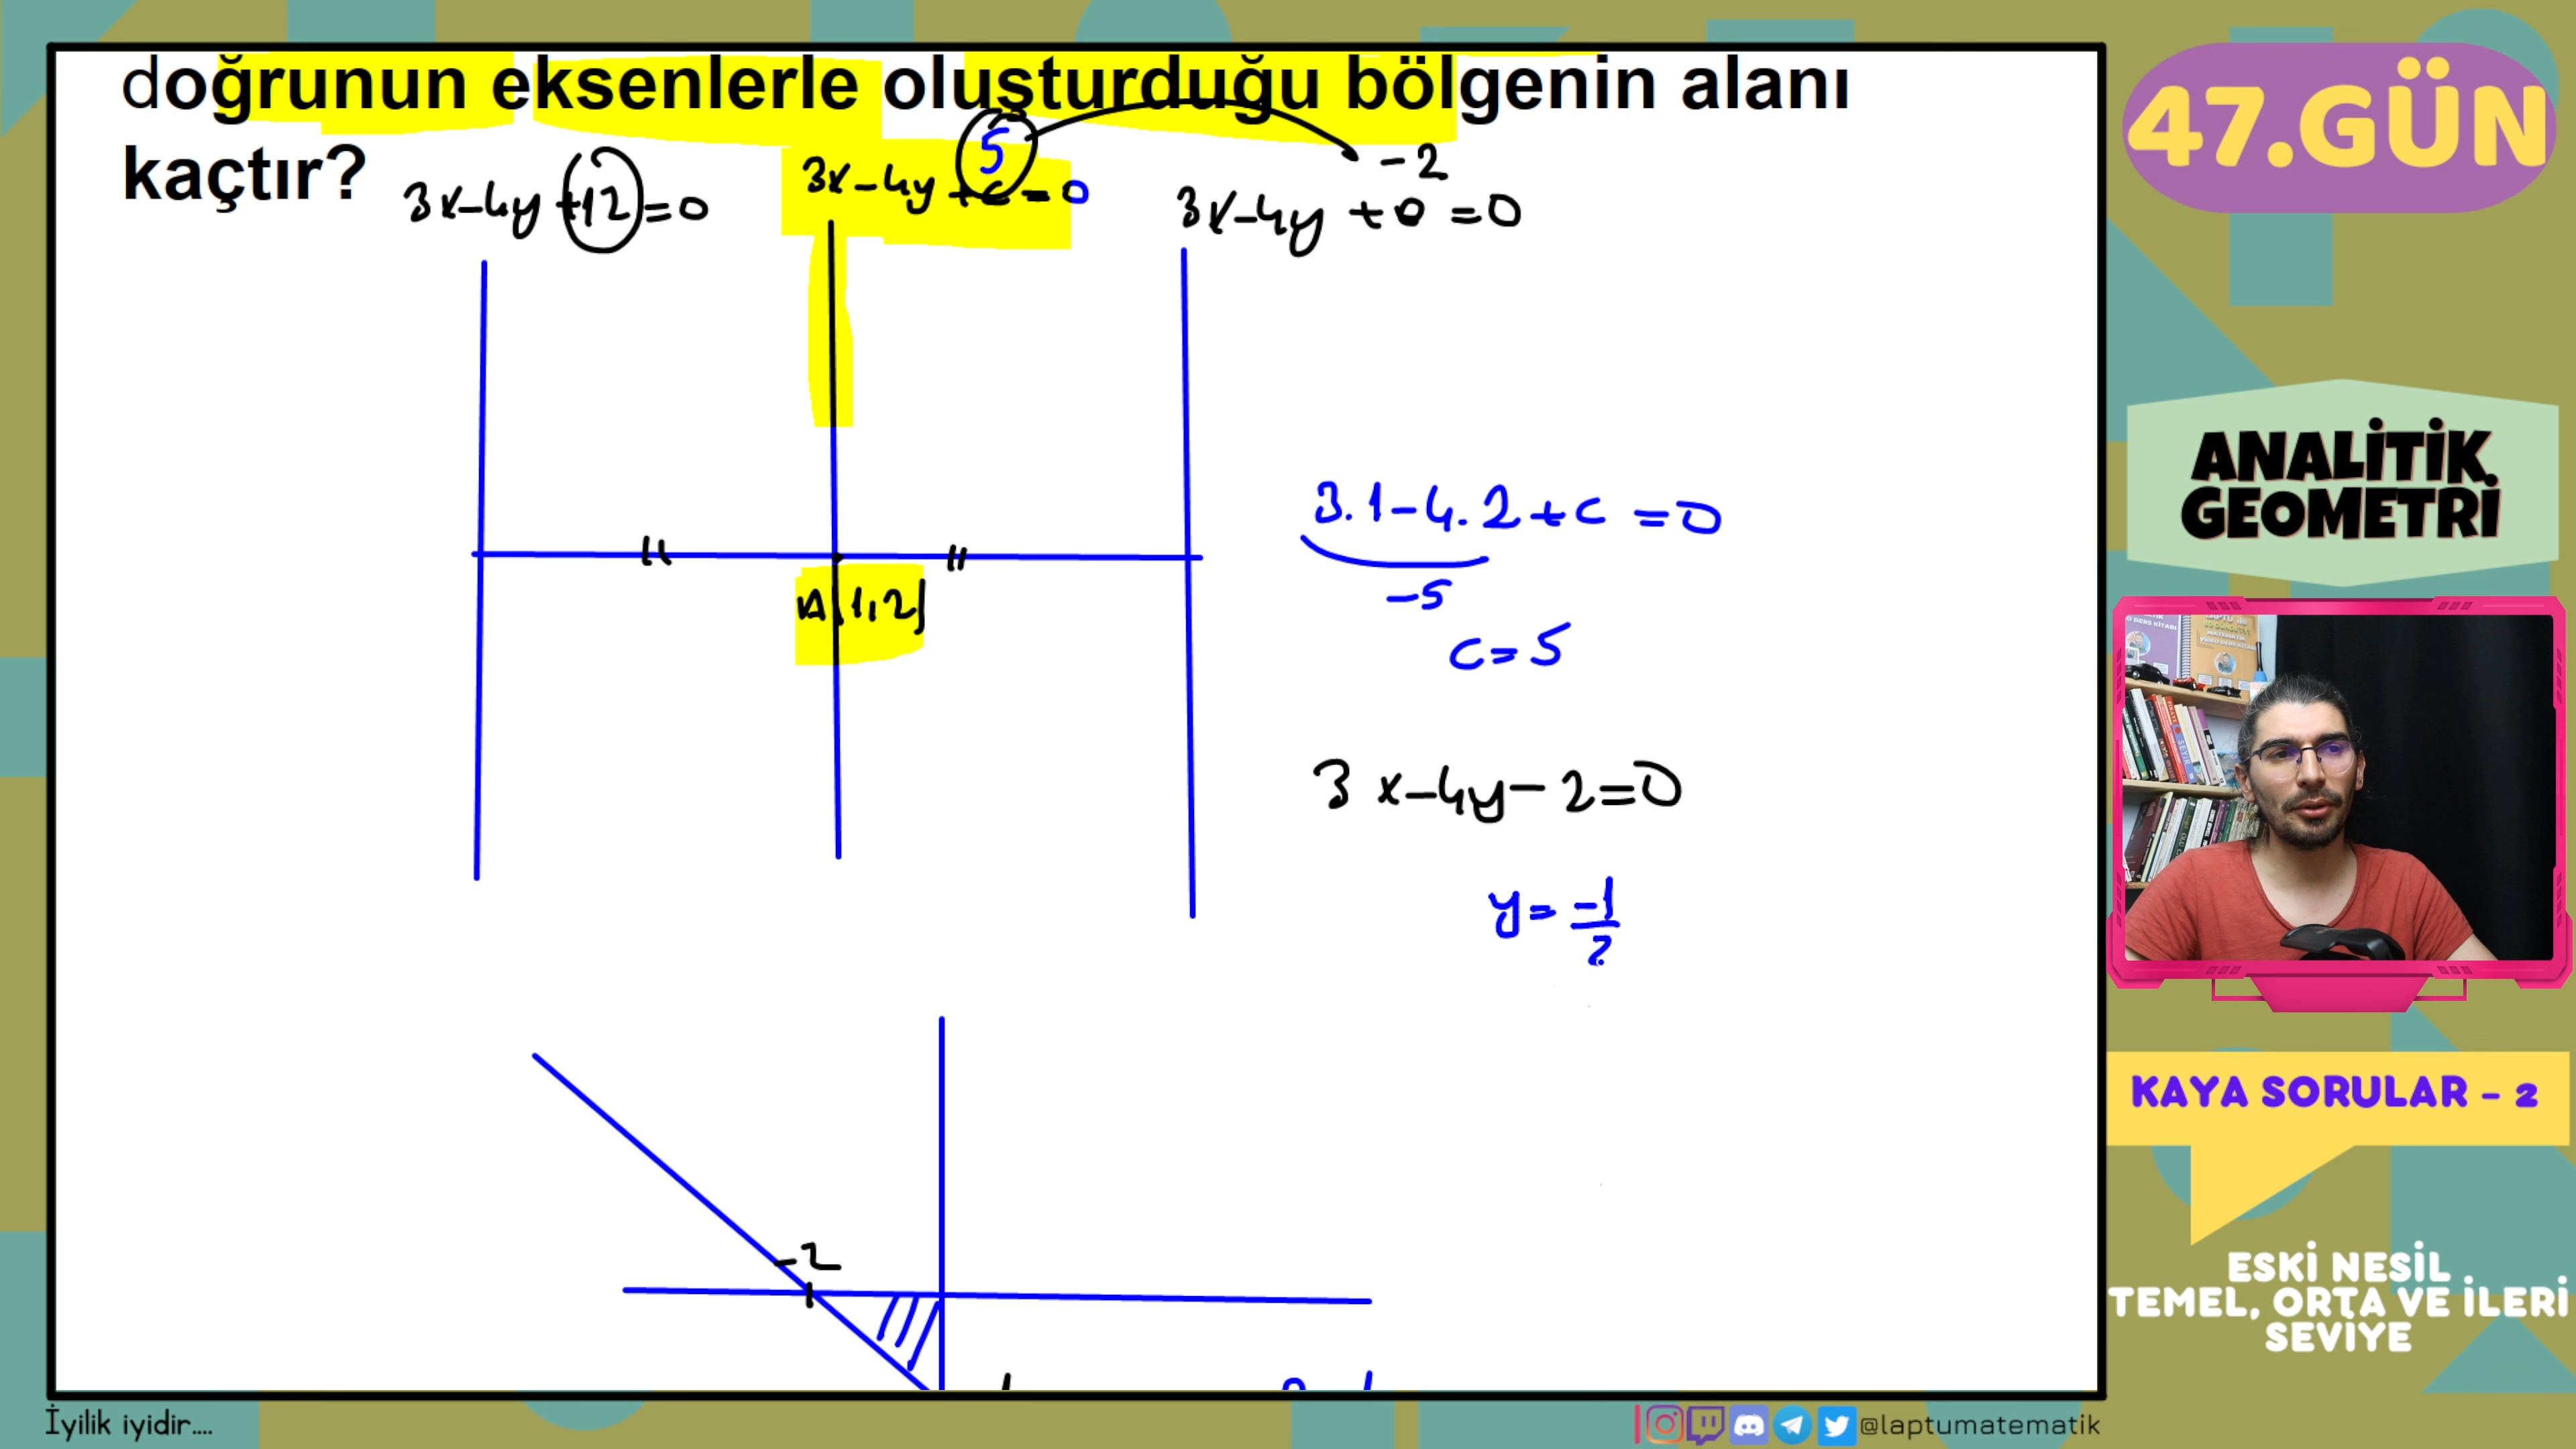 doğrunun eksenlerle oluşturduğu bölgenin alanı
kaçtır?
3x-4y+12=0
5
3x-4y+c=0
-2
3x-4y+0=0
A(1,2)
3.1-4.2+c=0
-5
c=5
3x-4y-2=0
y=-1/2
-2
47.GÜN
ANALİTİK
GEOMETRİ
KAYA SORULAR - 2
ESKİ NESİL
TEMEL, ORTA VE İLERİ
SEVİYE
İyilik iyidir....
@laptumatematik